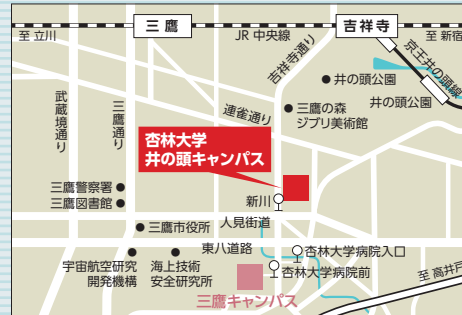 三鷹
吉祥寺
至 立川
JR 中央線
至 新宿
吉祥寺通り
京王井の頭線
井の頭公園
井の頭公園
武蔵境通り
三鷹通り
連雀通り
三鷹の森
ジブリ美術館
杏林大学
井の頭キャンパス
三鷹警察署
三鷹図書館
新川
三鷹市役所
人見街道
東八道路
杏林大学病院入口
宇宙航空研究
開発機構
海上技術
安全研究所
杏林大学病院前
至 高井戸
三鷹キャンパス